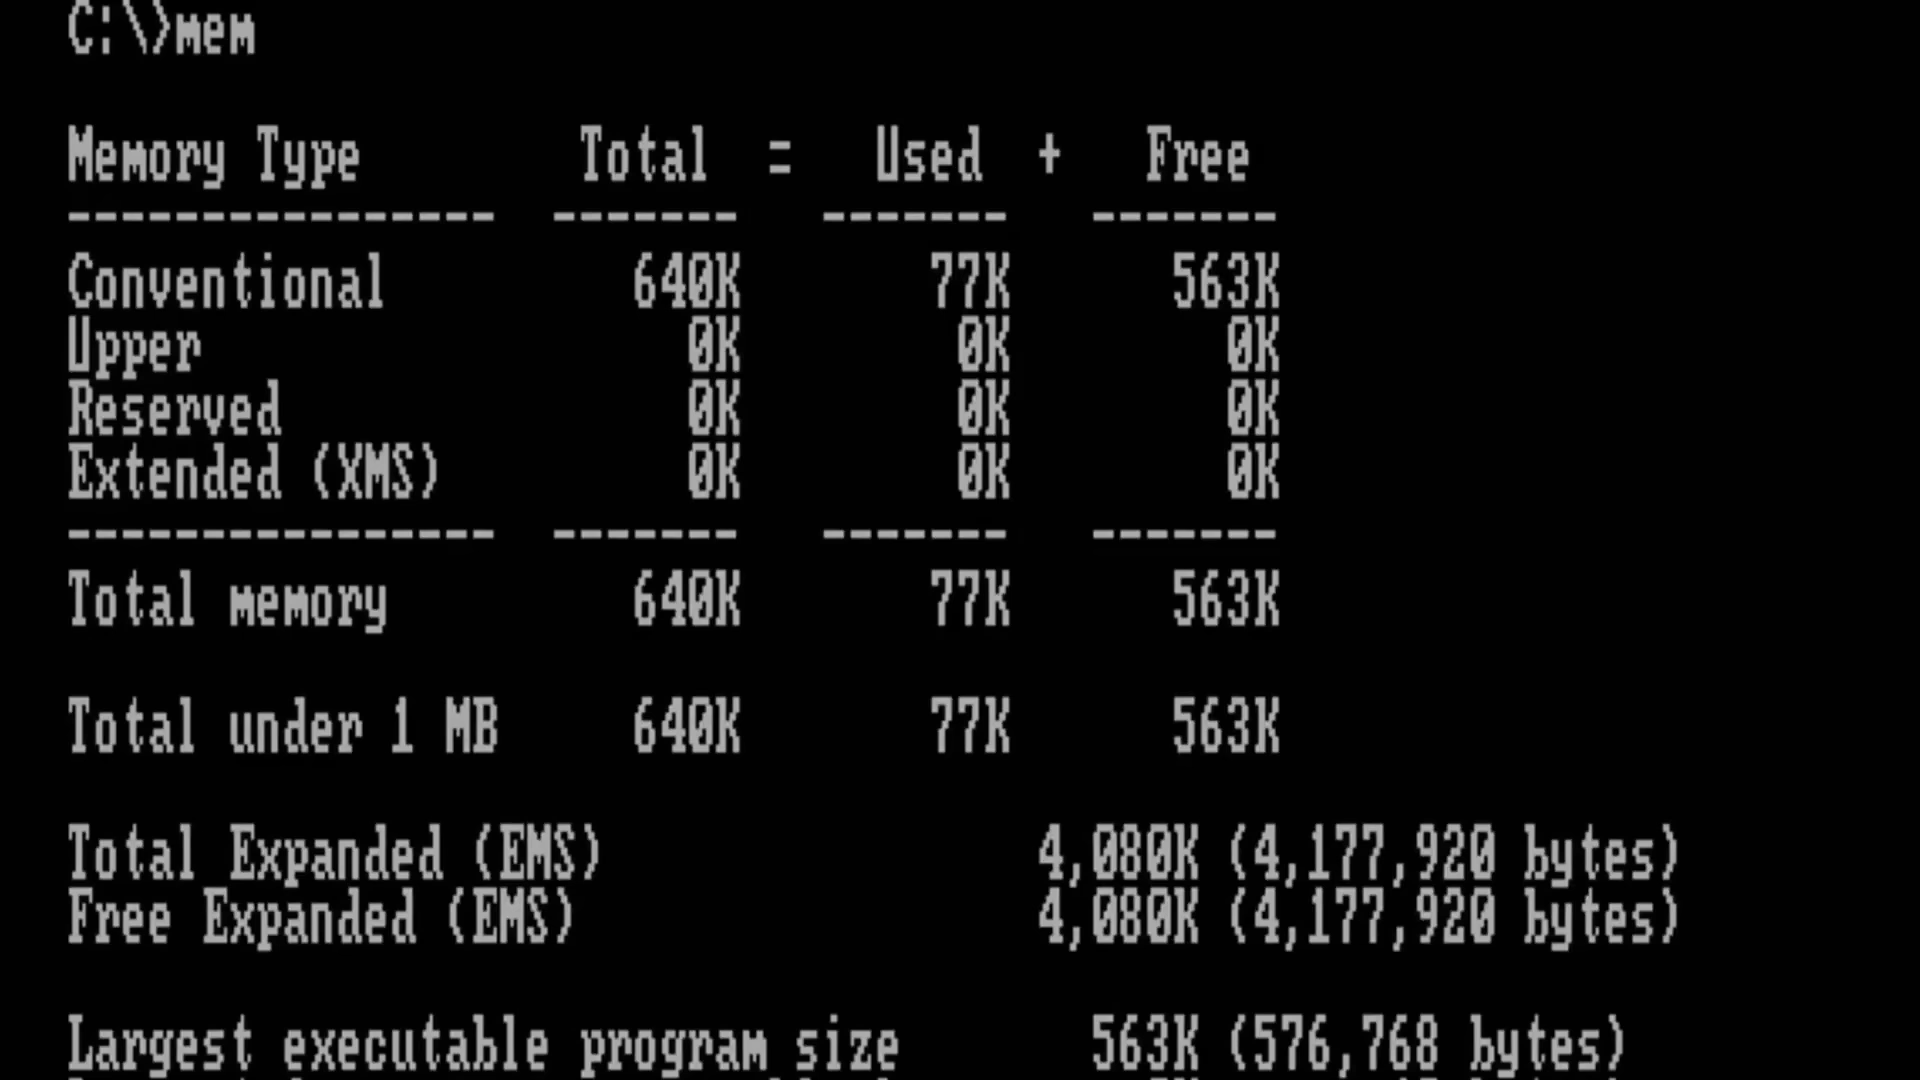 C:\>mem
Memory Type Total = Used + Free
---------------- ------- ------- -------
Conventional 640K 77K 563K
Upper 0K 0K 0K
Reserved 0K 0K 0K
Extended (XMS) 0K 0K 0K
---------------- ------- ------- -------
Total memory 640K 77K 563K
Total under 1 MB 640K 77K 563K
Total Expanded (EMS) 4,080K (4,177,920 bytes)
Free Expanded (EMS) 4,080K (4,177,920 bytes)
Largest executable program size 563K (576,768 bytes)